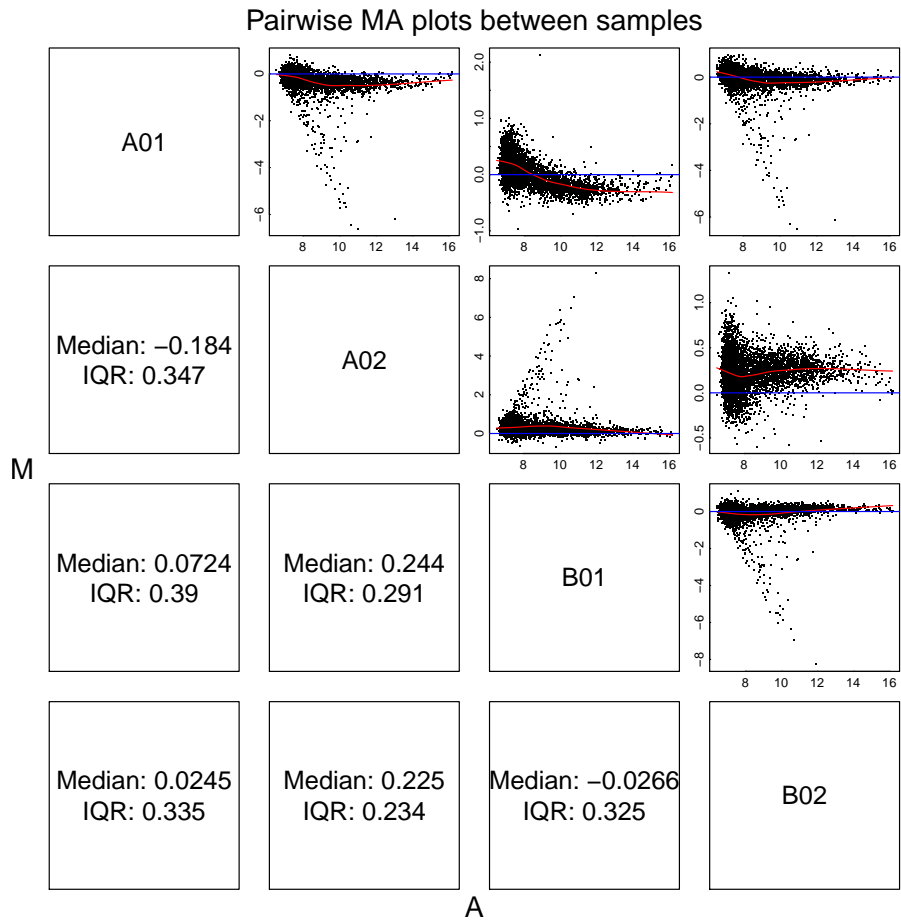 Pairwise MA plots between samples
A01
0
−2
−4
−6
8 10 12 14 16
2.0
1.5
1.0
0.5
0.0
−1.0
8 10 12 14 16
0
−2
−4
−6
8 10 12 14 16
Median: −0.184
IQR: 0.347
A02
8
6
4
2
0
8 10 12 14 16
1.0
0.5
0.0
−0.5
8 10 12 14 16
M
Median: 0.0724
IQR: 0.39
Median: 0.244
IQR: 0.291
B01
0
−2
−4
−6
−8
8 10 12 14 16
Median: 0.0245
IQR: 0.335
Median: 0.225
IQR: 0.234
Median: −0.0266
IQR: 0.325
B02
A